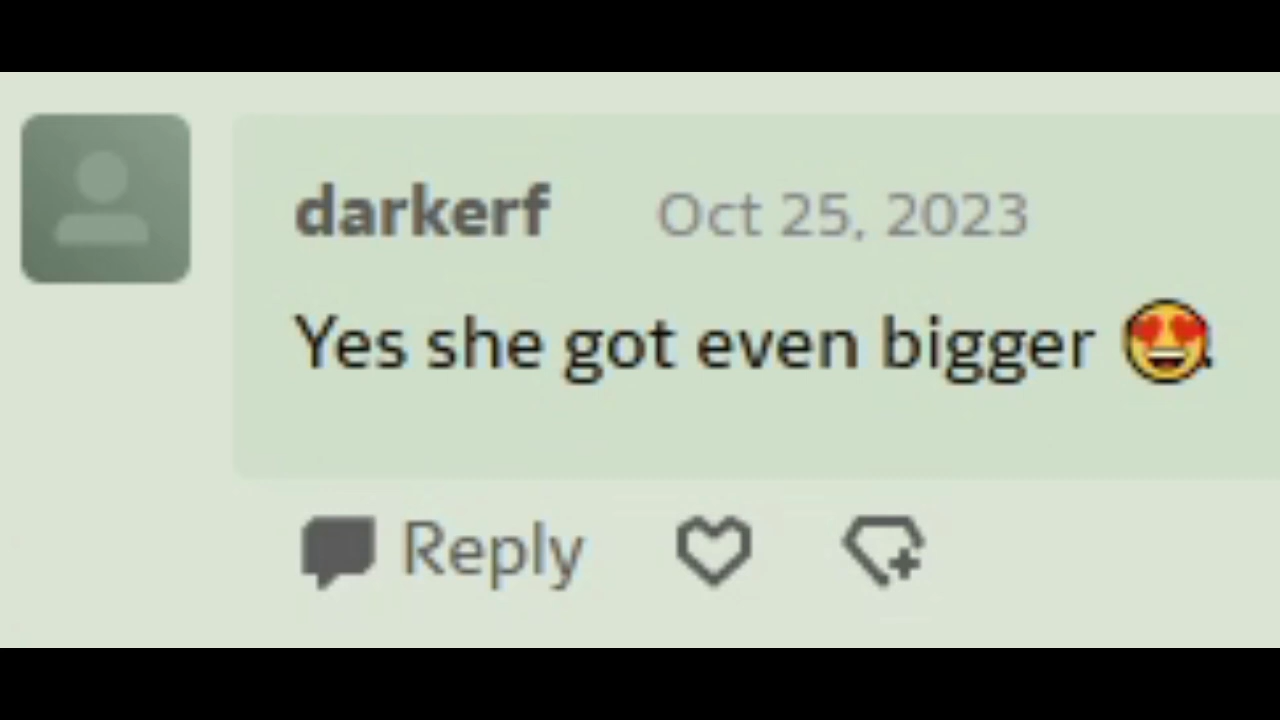 darkerf Oct 25, 2023
Yes she got even bigger 😍.
Reply